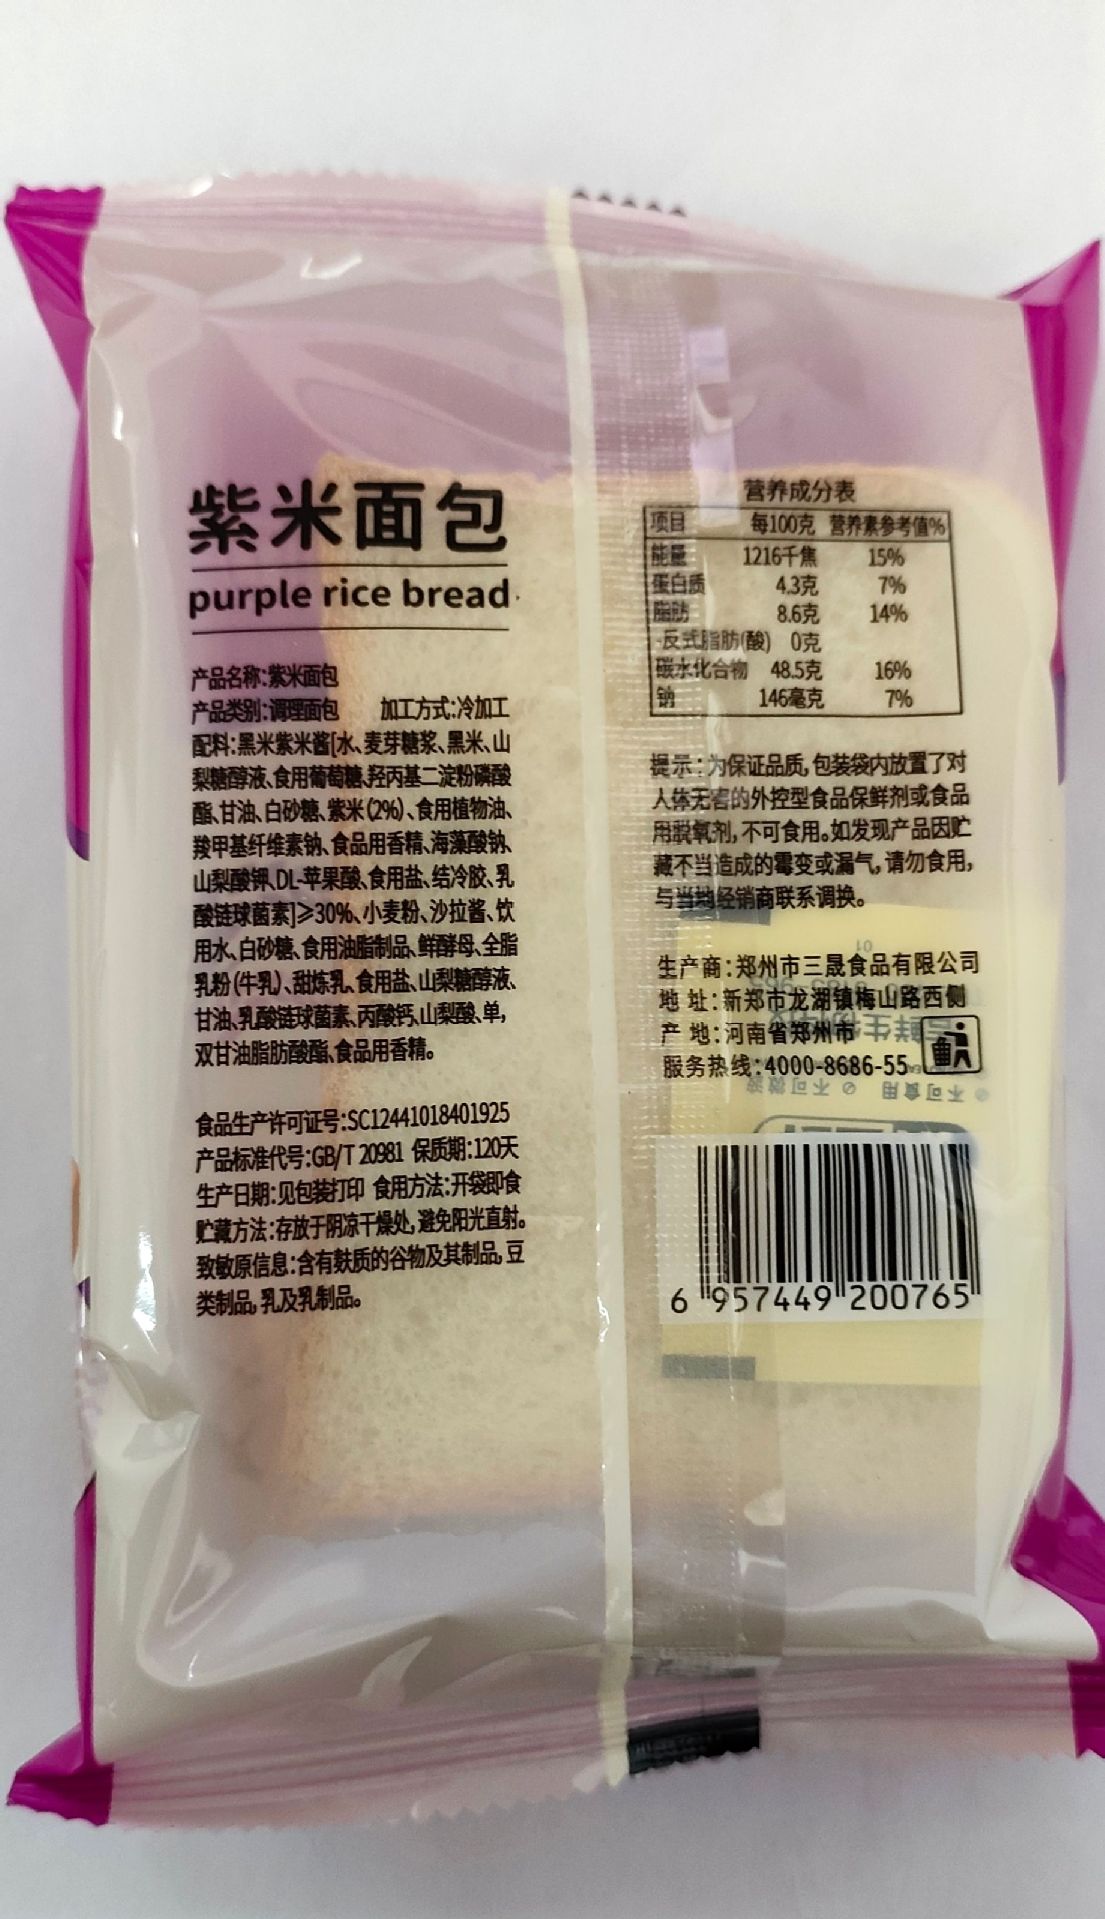 紫米面包
purple rice bread
产品名称:紫米面包
产品类别:调理面包 加工方式:冷加工
配料:黑米紫米酱[水、麦芽糖浆、黑米、山
梨糖醇液、食用葡萄糖、羟丙基二淀粉磷酸
酯、甘油、白砂糖、紫米(2%)、食用植物油、
羧甲基纤维素钠、食品用香精、海藻酸钠、
山梨酸钾、DL-苹果酸、食用盐、结冷胶、乳
酸链球菌素]≥30%、小麦粉、沙拉酱、饮
用水、白砂糖、食用油脂制品、鲜酵母、全脂
乳粉(牛乳)、甜炼乳、食用盐、山梨糖醇液、
甘油、乳酸链球菌素、丙酸钙、山梨酸、单,
双甘油脂肪酸酯、食品用香精。
食品生产许可证号:SC12441018401925
产品标准代号:GB/T 20981 保质期:120天
生产日期:见包装打印 食用方法:开袋即食
贮藏方法:存放于阴凉干燥处,避免阳光直射。
致敏原信息:含有麸质的谷物及其制品,豆
类制品,乳及乳制品。
营养成分表
项目 每100克 营养素参考值%
能量 1216千焦 15%
蛋白质 4.3克 7%
脂肪 8.6克 14%
-反式脂肪(酸) 0克
碳水化合物 48.5克 16%
钠 146毫克 7%
提示:为保证品质,包装袋内放置了对
人体无害的外控型食品保鲜剂或食品
用脱氧剂,不可食用。如发现产品因贮
藏不当造成的霉变或漏气,请勿食用,
与当地经销商联系调换。
生产商:郑州市三晟食品有限公司
地 址:新郑市龙湖镇梅山路西侧
产 地:河南省郑州市
服务热线:4000-8686-55
不可食用 不可微波
6 957449 200765